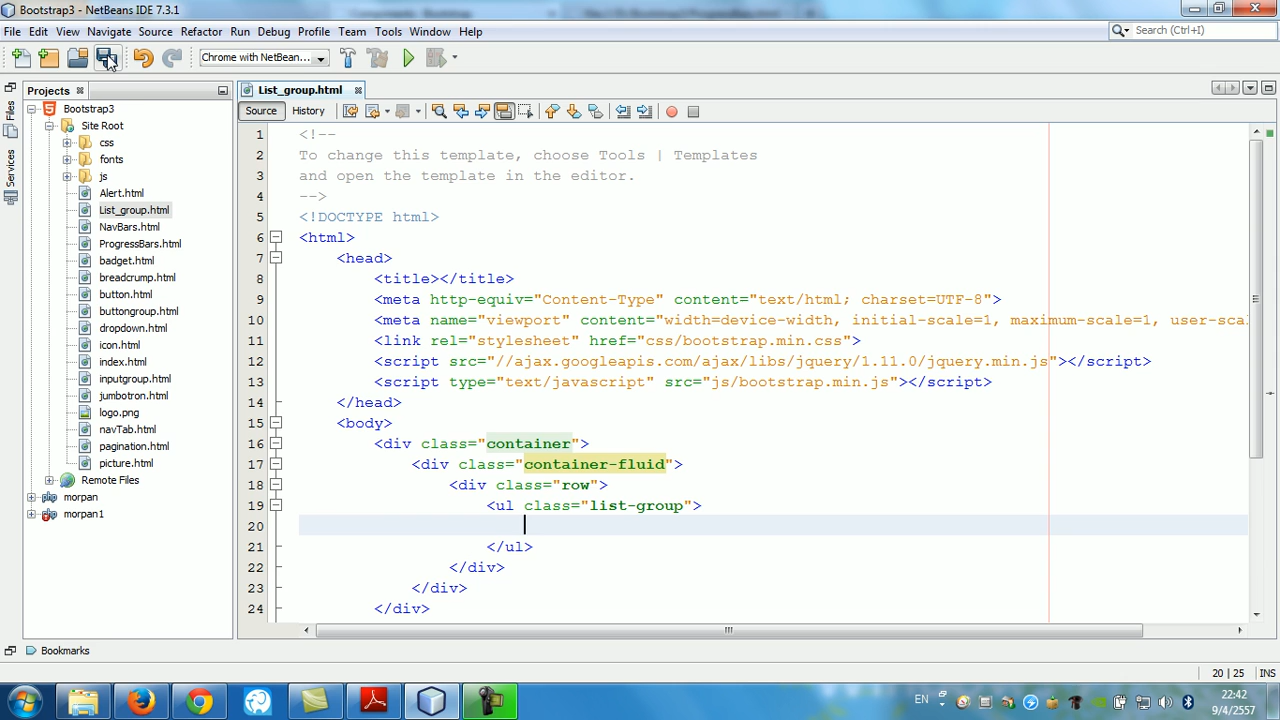 Bootstrap3 - NetBeans IDE 7.3.1
File Edit View Navigate Source Refactor Run Debug Profile Team Tools Window Help
Search (Ctrl+I)
Chrome with NetBean...
Files
Services
Projects
Bootstrap3
Site Root
css
fonts
js
Alert.html
List_group.html
NavBars.html
ProgressBars.html
badget.html
breadcrump.html
button.html
buttongroup.html
dropdown.html
icon.html
index.html
inputgroup.html
jumbotron.html
logo.png
navTab.html
pagination.html
picture.html
Remote Files
morpan
morpan1
List_group.html
Source History
1 <!--
2 To change this template, choose Tools | Templates
3 and open the template in the editor.
4 -->
5 <!DOCTYPE html>
6 <html>
7 <head>
8 <title></title>
9 <meta http-equiv="Content-Type" content="text/html; charset=UTF-8">
10 <meta name="viewport" content="width=device-width, initial-scale=1, maximum-scale=1, user-sca
11 <link rel="stylesheet" href="css/bootstrap.min.css">
12 <script src="//ajax.googleapis.com/ajax/libs/jquery/1.11.0/jquery.min.js"></script>
13 <script type="text/javascript" src="js/bootstrap.min.js"></script>
14 </head>
15 <body>
16 <div class="container">
17 <div class="container-fluid">
18 <div class="row">
19 <ul class="list-group">
20
21 </ul>
22 </div>
23 </div>
24 </div>
Bookmarks
20 | 25 INS
EN
22:42
9/4/2557